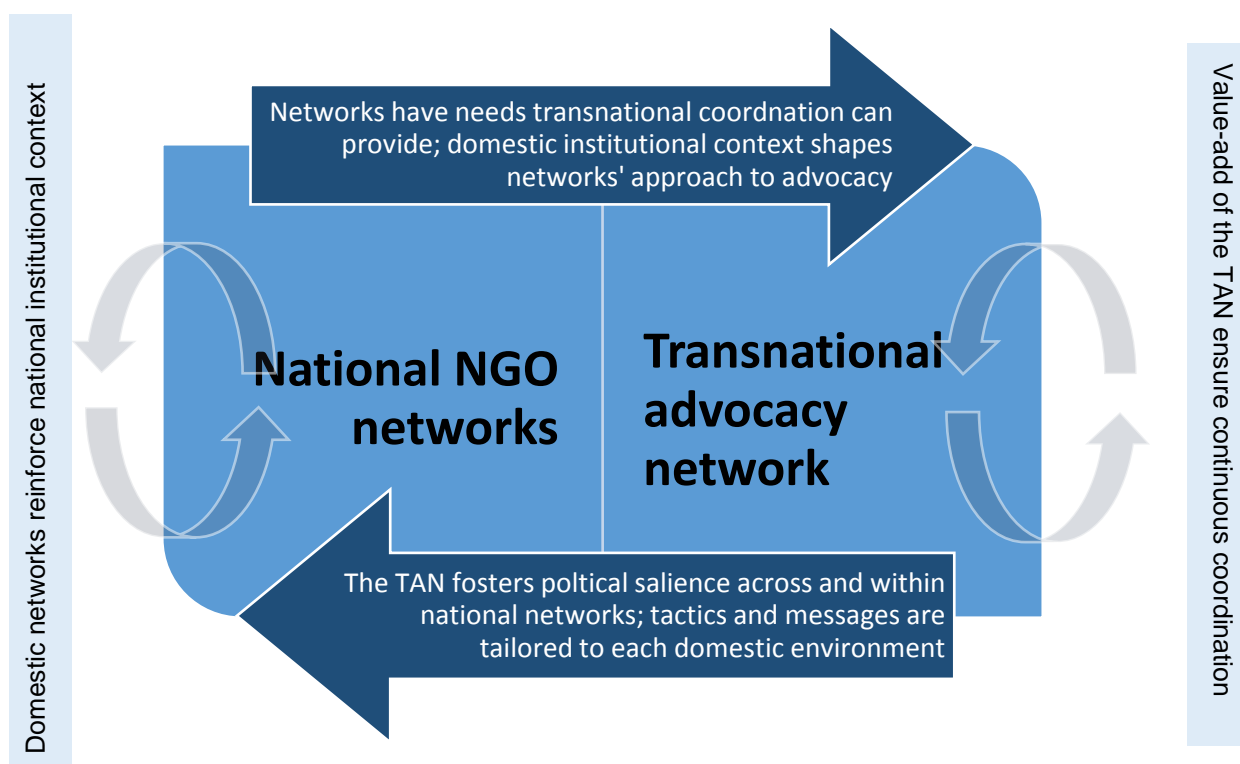 Domestic networks reinforce national institutional context
Networks have needs transnational coordnation can
provide; domestic institutional context shapes
networks' approach to advocacy
National NGO
networks
Transnational
advocacy
network
The TAN fosters poltical salience across and within
national networks; tactics and messages are
tailored to each domestic environment
Value-add of the TAN ensure continuous coordination